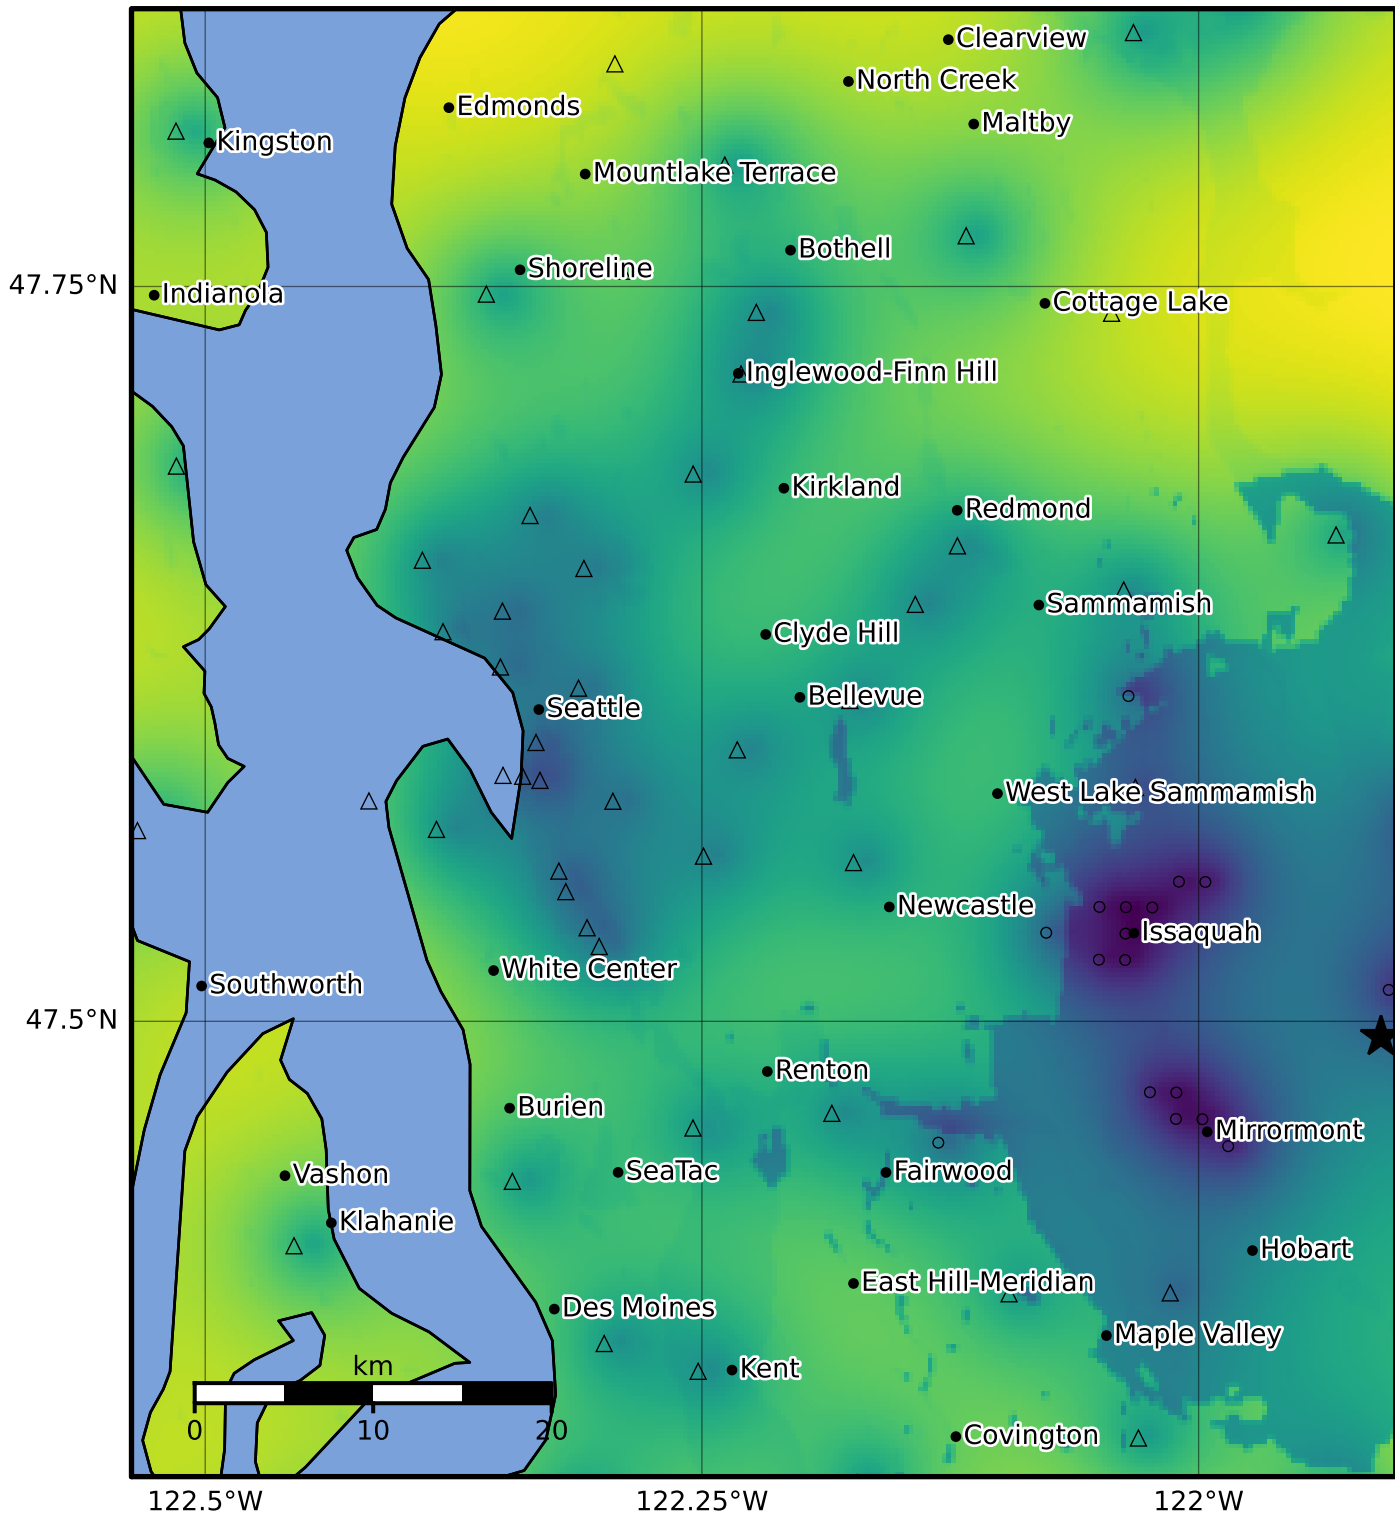 Clearview
North Creek
Edmonds
Maltby
Kingston
Mountlake Terrace
Bothell
Shoreline
47.75°N
Indianola
Cottage Lake
Inglewood-Finn Hill
Kirkland
Redmond
Sammamish
Clyde Hill
Bellevue
Seattle
West Lake Sammamish
Newcastle
Issaquah
White Center
Southworth
47.5°N
Renton
Burien
Mirrormont
SeaTac
Fairwood
Vashon
Klahanie
Hobart
East Hill-Meridian
Des Moines
Maple Valley
km
Kent
0 10 20
Covington
122.5°W 122.25°W 122°W